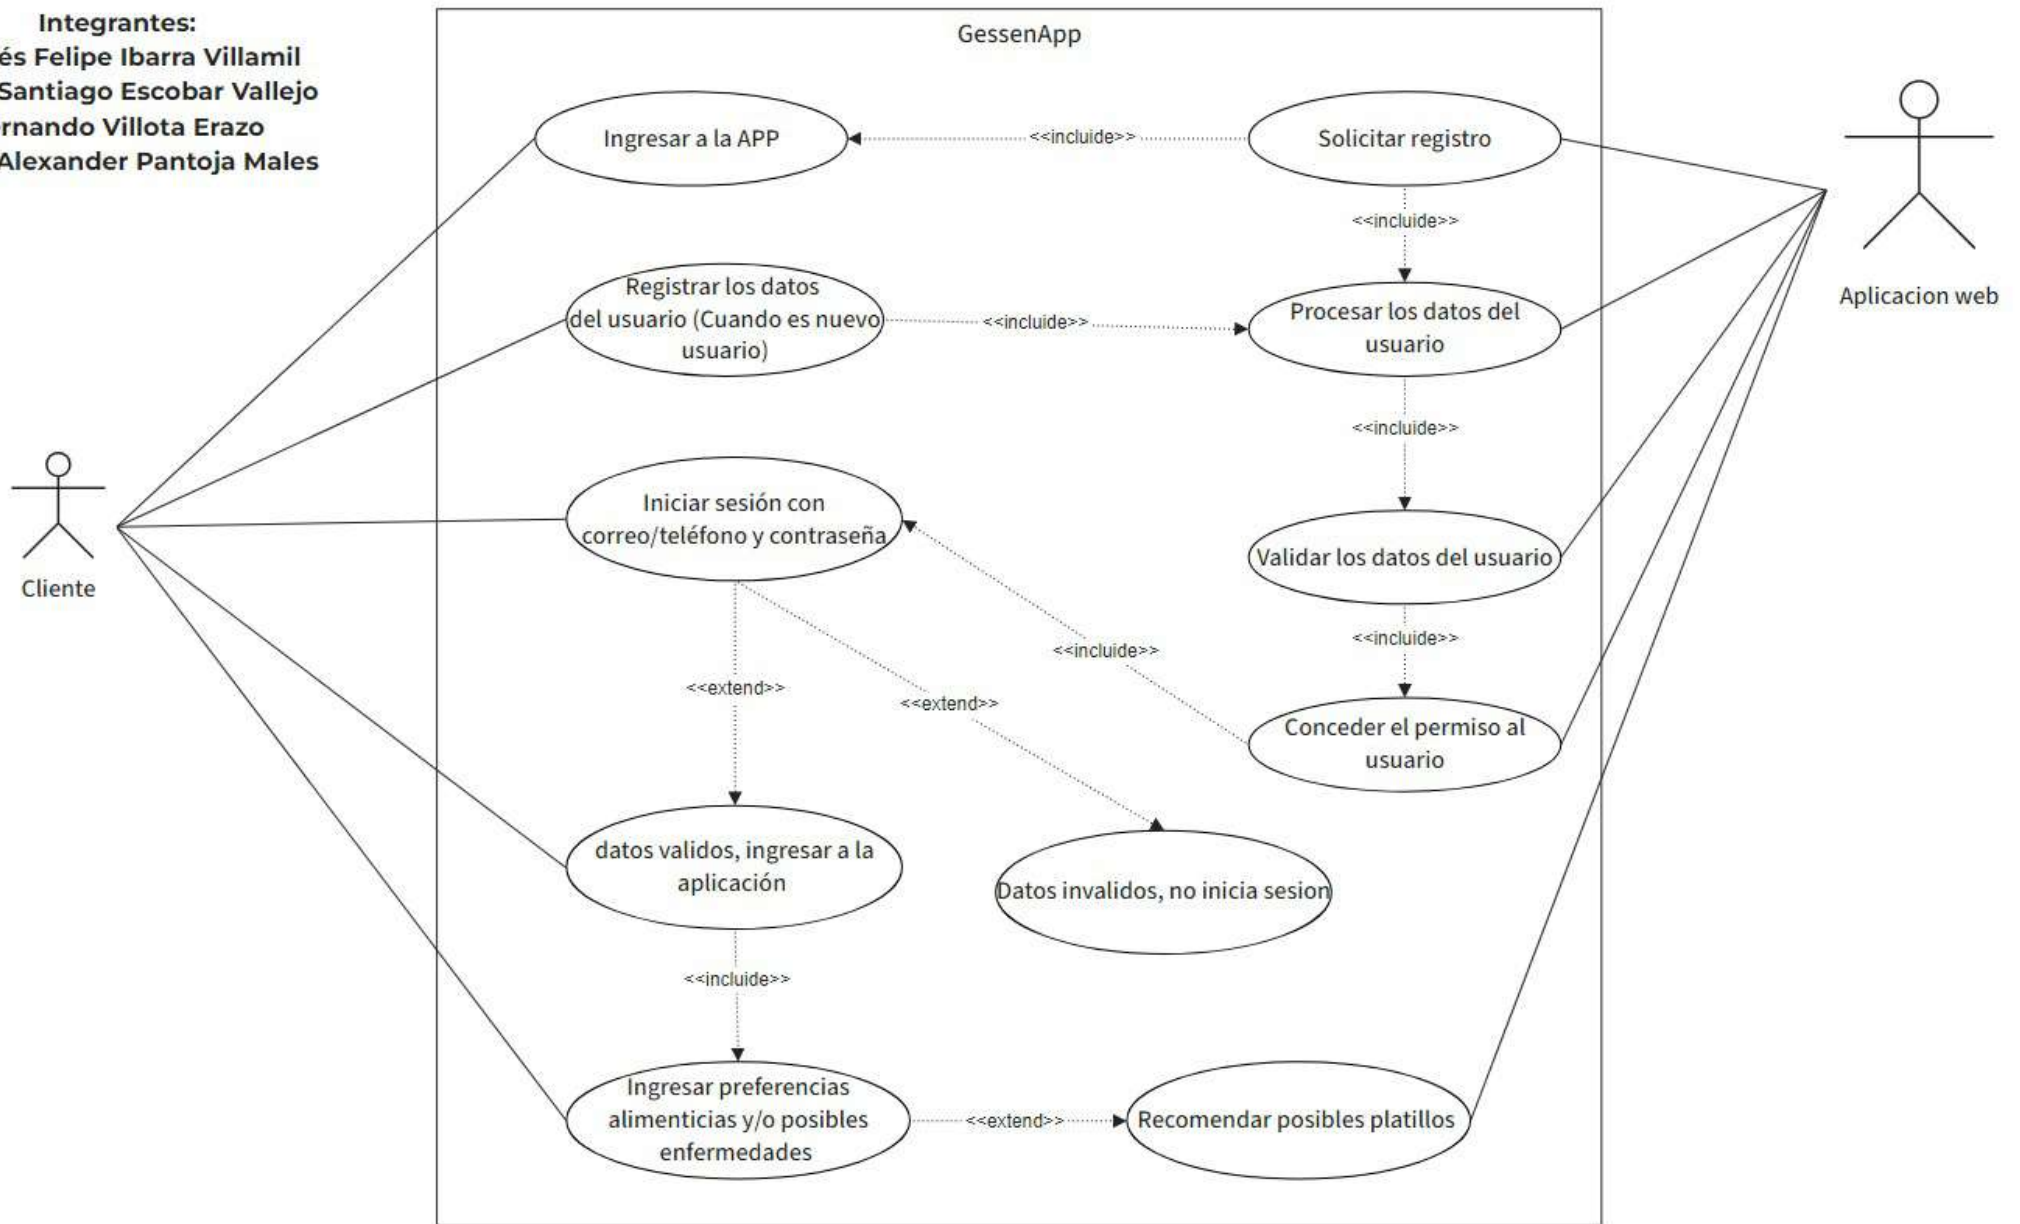 Integrantes:
Felipe Ibarra Villamil
Santiago Escobar Vallejo
Villota Erazo
Alexander Pantoja Males
GessenApp
Ingresar a la APP
<<incluide>>
Solicitar registro
<<incluide>>
Aplicacion web
Registrar los datos
del usuario (Cuando es nuevo
usuario)
<<incluide>>
Procesar los datos del
usuario
<<incluide>>
Iniciar sesión con
correo/teléfono y contraseña
Validar los datos del usuario
Cliente
<<incluide>>
<<incluide>>
<<extend>>
<<extend>>
Conceder el permiso al
usuario
datos validos, ingresar a la
aplicación
Datos invalidos, no inicia sesion
<<incluide>>
Ingresar preferencias
alimenticias y/o posibles
enfermedades
<<extend>>
Recomendar posibles platillos